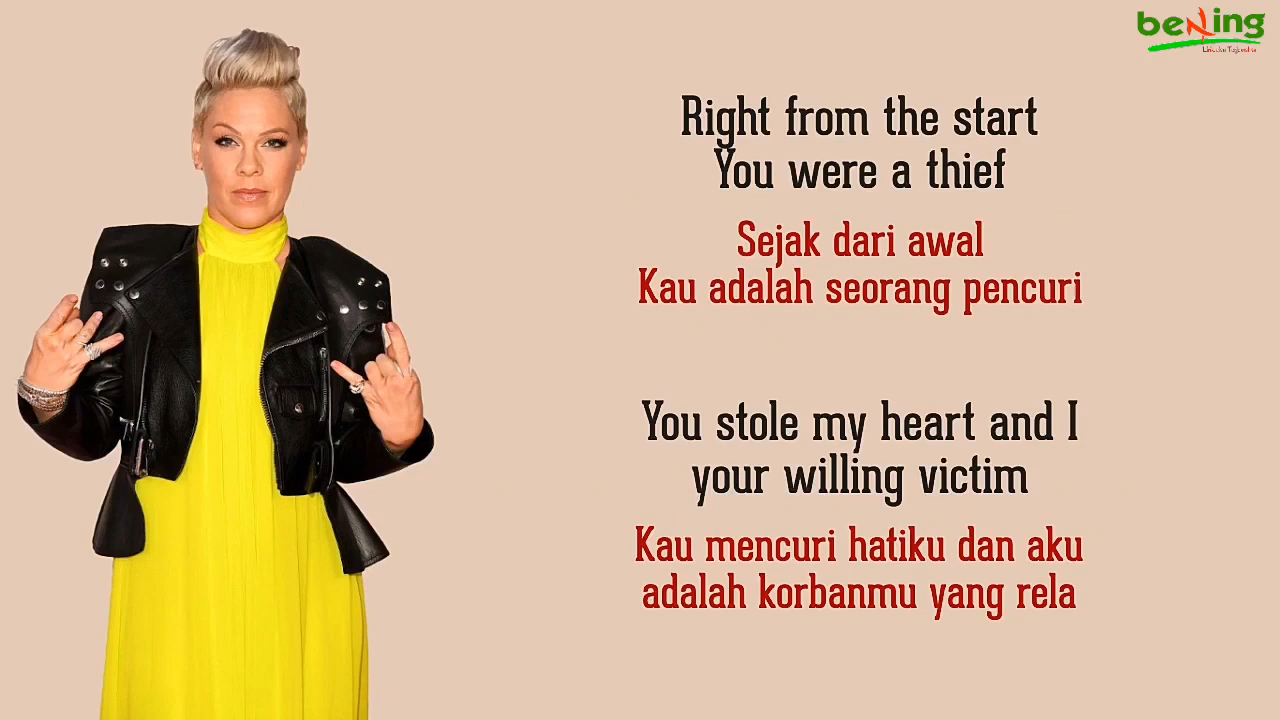 bening
Right from the start
You were a thief
Sejak dari awal
Kau adalah seorang pencuri
You stole my heart and I
your willing victim
Kau mencuri hatiku dan aku
adalah korbanmu yang rela